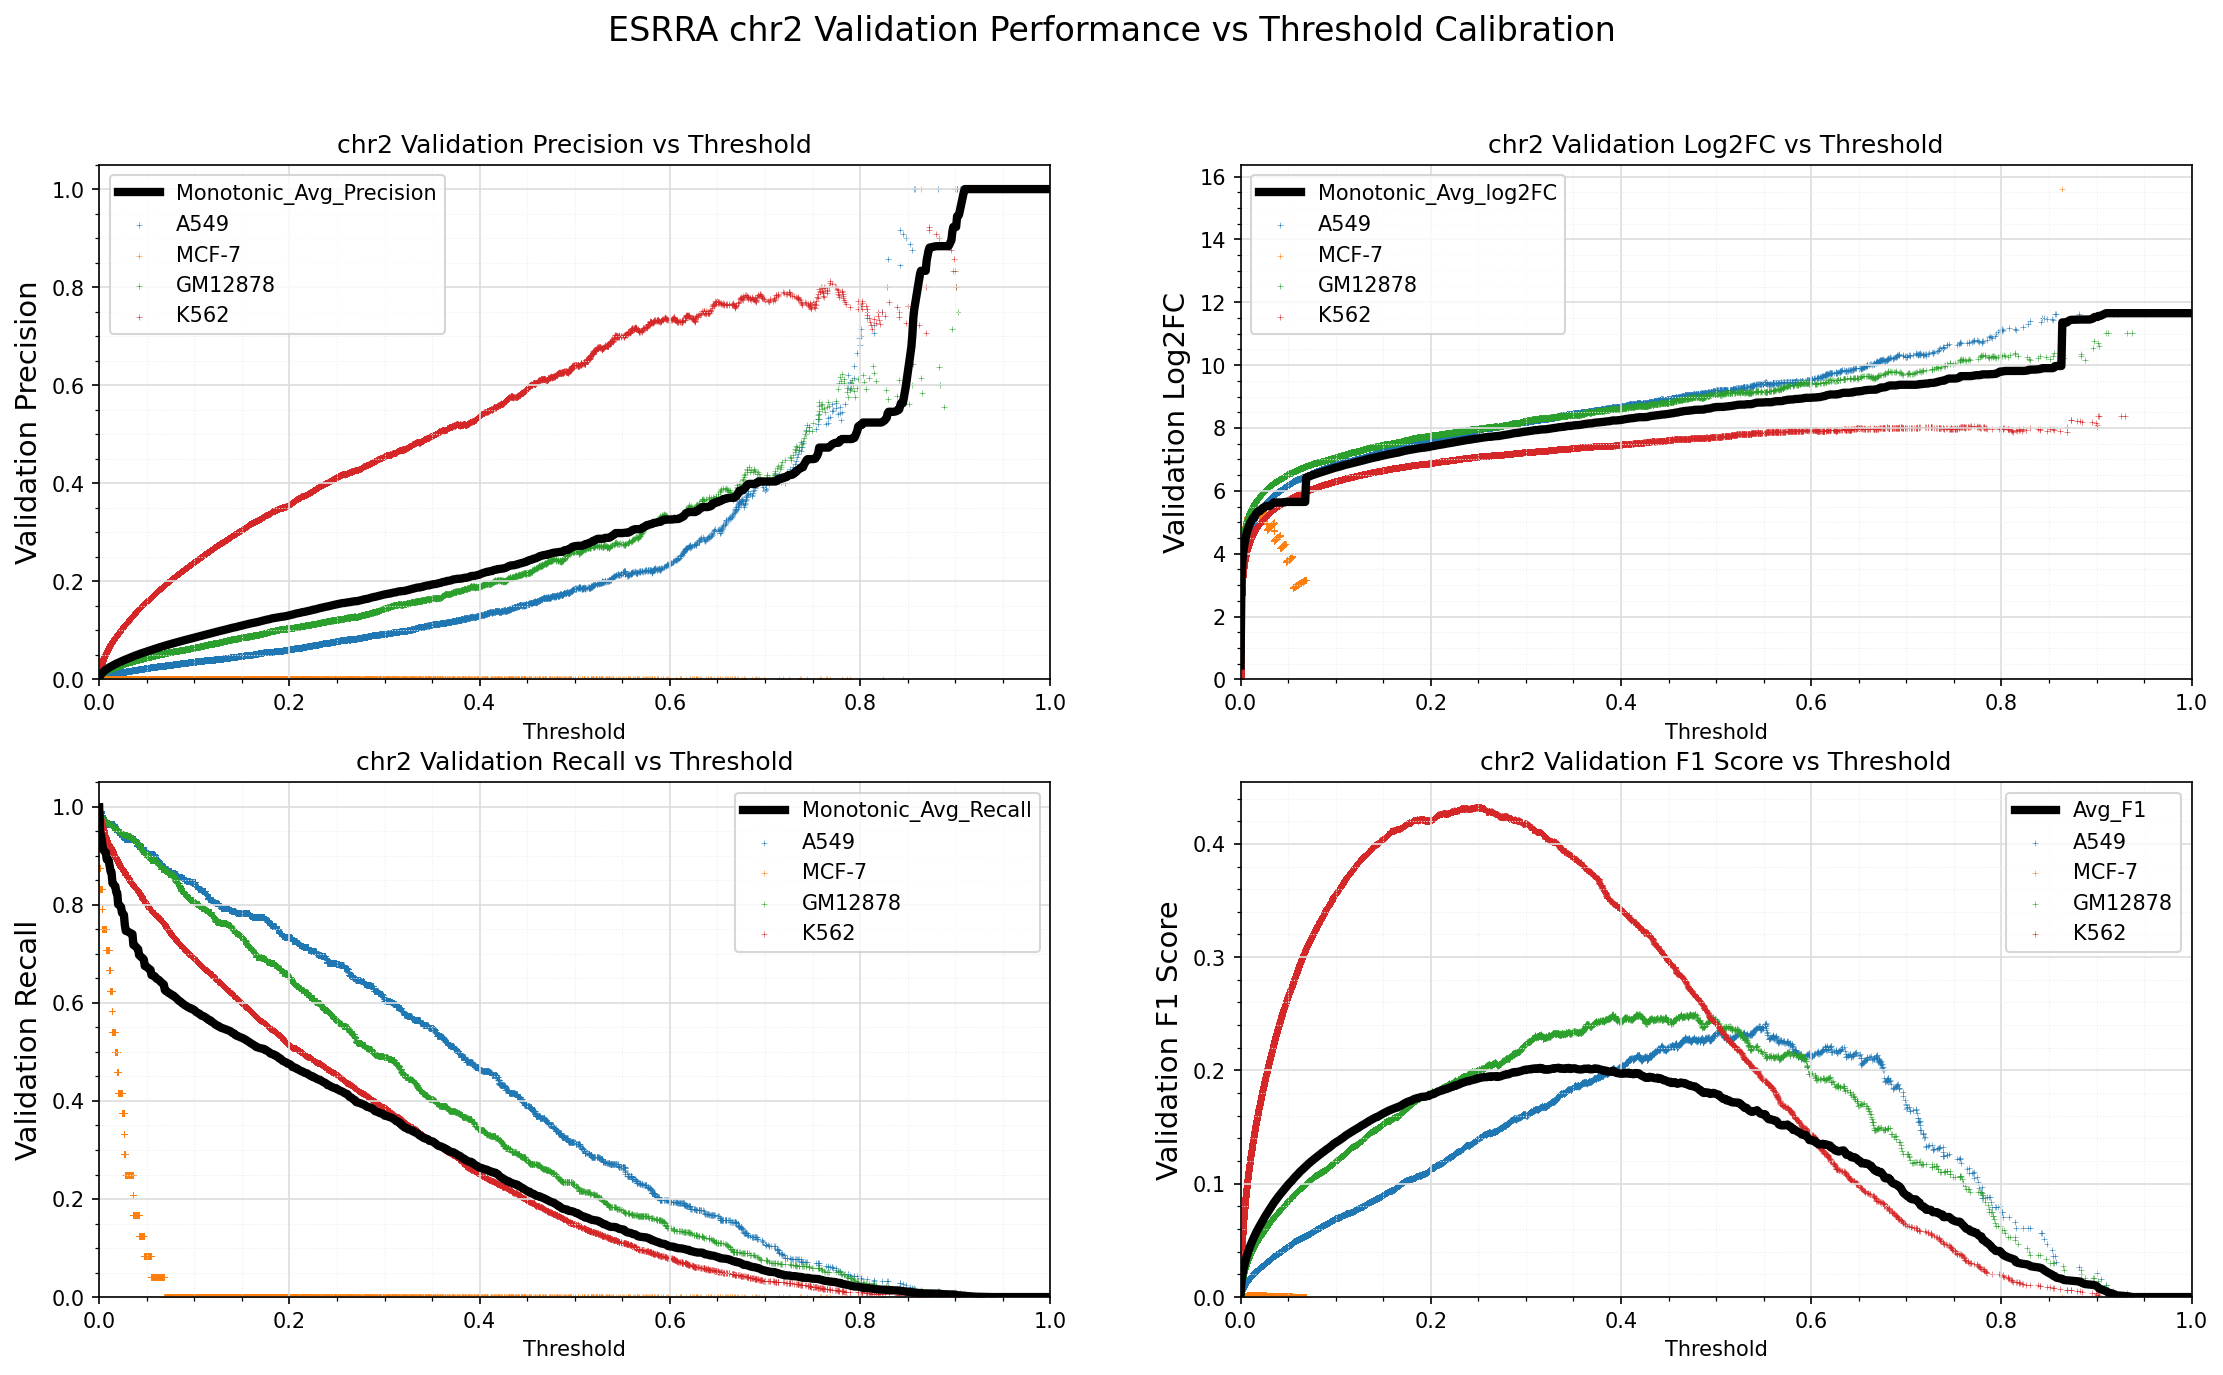 ESRRA chr2 Validation Performance vs Threshold Calibration
chr2 Validation Precision vs Threshold
Validation Precision
1.0
0.8
0.6
0.4
0.2
0.0
Monotonic_Avg_Precision
A549
MCF-7
GM12878
K562
0.0 0.2 0.4 0.6 0.8 1.0
Threshold
chr2 Validation Log2FC vs Threshold
Validation Log2FC
16
14
12
10
8
6
4
2
0
Monotonic_Avg_log2FC
A549
MCF-7
GM12878
K562
0.0 0.2 0.4 0.6 0.8 1.0
Threshold
chr2 Validation Recall vs Threshold
Validation Recall
1.0
0.8
0.6
0.4
0.2
0.0
Monotonic_Avg_Recall
A549
MCF-7
GM12878
K562
0.0 0.2 0.4 0.6 0.8 1.0
Threshold
chr2 Validation F1 Score vs Threshold
Validation F1 Score
0.4
0.3
0.2
0.1
0.0
Avg_F1
A549
MCF-7
GM12878
K562
0.0 0.2 0.4 0.6 0.8 1.0
Threshold